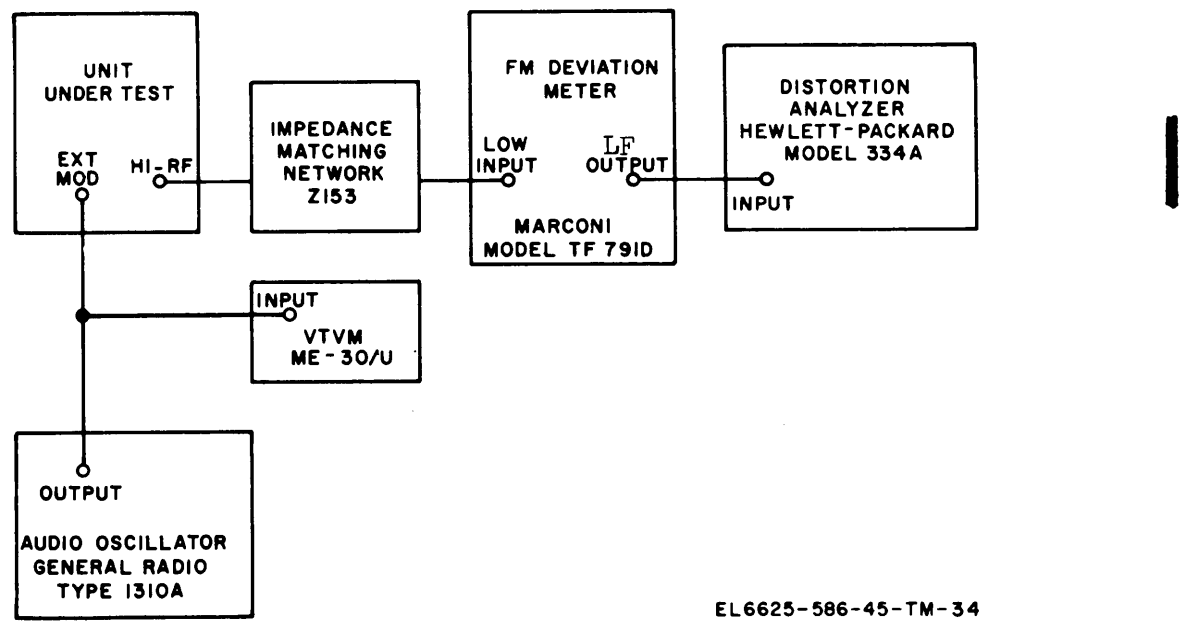 UNIT
UNDER TEST
EXT
MOD
HI-RF
IMPEDANCE
MATCHING
NETWORK
Z153
FM DEVIATION
METER
LOW
INPUT
LF
OUTPUT
MARCONI
MODEL TF 791D
DISTORTION
ANALYZER
HEWLETT-PACKARD
MODEL 334A
INPUT
INPUT
VTVM
ME-30/U
OUTPUT
AUDIO OSCILLATOR
GENERAL RADIO
TYPE 1310A
EL6625-586-45-TM-34